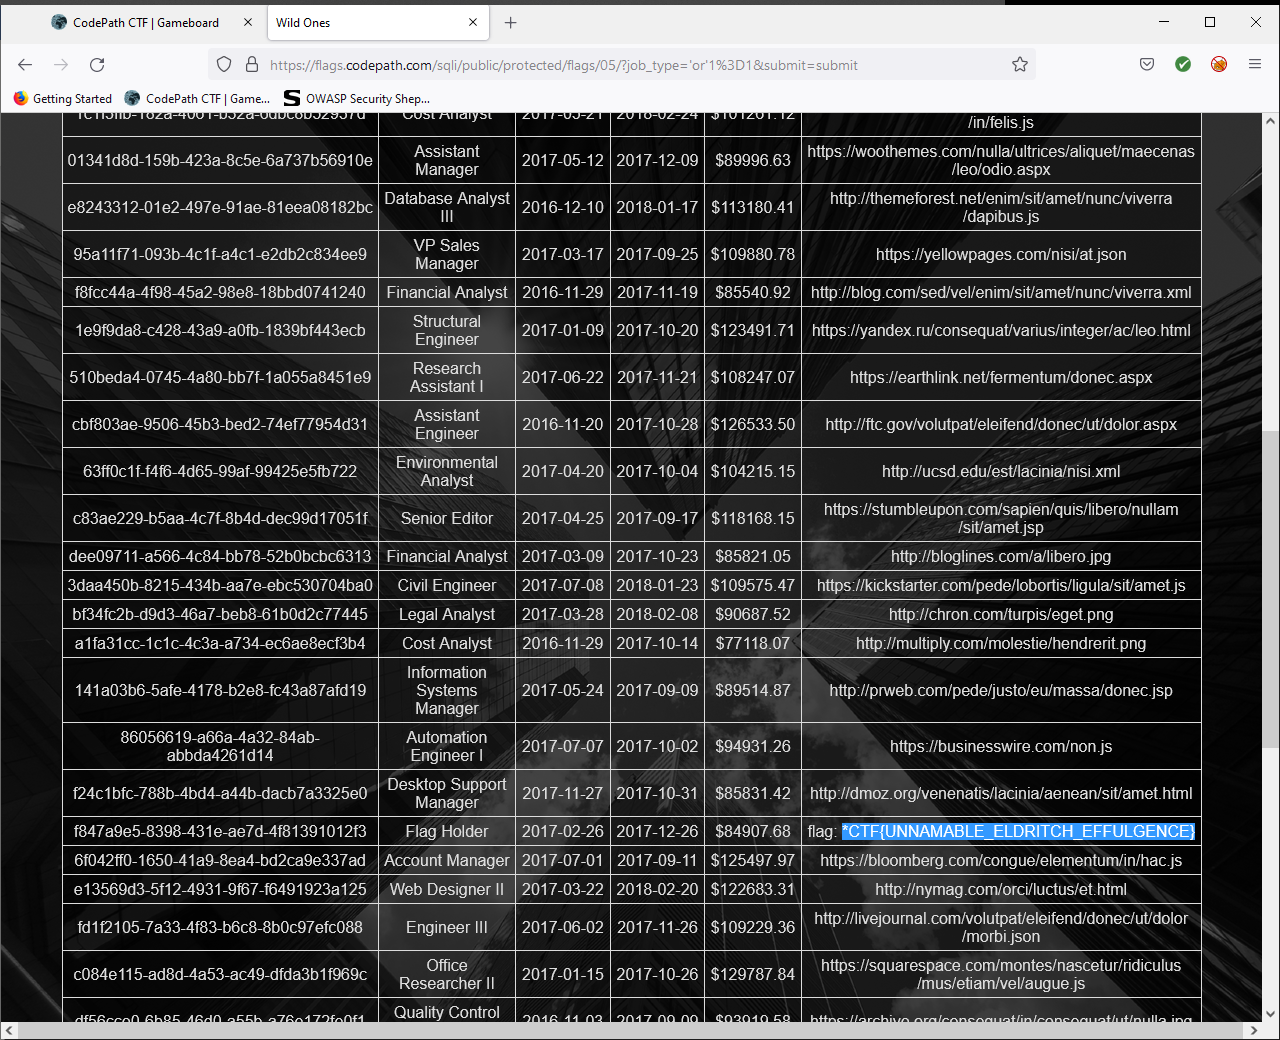 CodePath CTF | Gameboard
Wild Ones
https://flags.codepath.com/sqli/public/protected/flags/05/?job_type='or'1%3D1&submit=submit
Getting Started
CodePath CTF | Game...
OWASP Security Shep...
Cost Analyst
/in/felis.js
01341d8d-159b-423a-8c5e-6a737b56910e Assistant Manager 2017-05-12 2017-12-09 $89996.63 https://woothemes.com/nulla/ultrices/aliquet/maecenas
/leo/odio.aspx
e8243312-01e2-497e-91ae-81eea08182bc Database Analyst III 2016-12-10 2018-01-17 $113180.41 http://themeforest.net/enim/sit/amet/nunc/viverra
/dapibus.js
95a11f71-093b-4c1f-a4c1-e2db2c834ee9 VP Sales Manager 2017-03-17 2017-09-25 $109880.78 https://yellowpages.com/nisi/at.json
f8fcc44a-4f98-45a2-98e8-18bbd0741240 Financial Analyst 2016-11-29 2017-11-19 $85540.92 http://blog.com/sed/vel/enim/sit/amet/nunc/viverra.xml
1e9f9da8-c428-43a9-a0fb-1839bf443ecb Structural Engineer 2017-01-09 2017-10-20 $123491.71 https://yandex.ru/consequat/varius/integer/ac/leo.html
510beda4-0745-4a80-bb7f-1a055a8451e9 Research Assistant I 2017-06-22 2017-11-21 $108247.07 https://earthlink.net/fermentum/donec.aspx
cbf803ae-9506-45b3-bed2-74ef77954d31 Assistant Engineer 2016-11-20 2017-10-28 $126533.50 http://ftc.gov/volutpat/eleifend/donec/ut/dolor.aspx
63ff0c1f-f4f6-4d65-99af-99425e5fb722 Environmental Analyst 2017-04-20 2017-10-04 $104215.15 http://ucsd.edu/est/lacinia/nisi.xml
c83ae229-b5aa-4c7f-8b4d-dec99d17051f Senior Editor 2017-04-25 2017-09-17 $118168.15 https://stumbleupon.com/sapien/quis/libero/nullam
/sit/amet.jsp
dee09711-a566-4c84-bb78-52b0bcbc6313 Financial Analyst 2017-03-09 2017-10-23 $85821.05 http://bloglines.com/a/libero.jpg
3daa450b-8215-434b-aa7e-ebc530704ba0 Civil Engineer 2017-07-08 2018-01-23 $109575.47 https://kickstarter.com/pede/lobortis/ligula/sit/amet.js
bf34fc2b-d9d3-46a7-beb8-61b0d2c77445 Legal Analyst 2017-03-28 2018-02-08 $90687.52 http://chron.com/turpis/eget.png
a1fa31cc-1c1c-4c3a-a734-ec6ae8ecf3b4 Cost Analyst 2016-11-29 2017-10-14 $77118.07 http://multiply.com/molestie/hendrerit.png
141a03b6-5afe-4178-b2e8-fc43a87afd19 Information Systems Manager 2017-05-24 2017-09-09 $89514.87 http://prweb.com/pede/justo/eu/massa/donec.jsp
86056619-a66a-4a32-84ab-
abbda4261d14 Automation Engineer I 2017-07-07 2017-10-02 $94931.26 https://businesswire.com/non.js
f24c1bfc-788b-4bd4-a44b-dacb7a3325e0 Desktop Support Manager 2017-11-27 2017-10-31 $85831.42 http://dmoz.org/venenatis/lacinia/aenean/sit/amet.html
f847a9e5-8398-431e-ae7d-4f81391012f3 Flag Holder 2017-02-26 2017-12-26 $84907.68 flag: *CTF{UNNAMABLE_ELDRITCH_EFFULGENCE}
6f042ff0-1650-41a9-8ea4-bd2ca9e337ad Account Manager 2017-07-01 2017-09-11 $125497.97 https://bloomberg.com/congue/elementum/in/hac.js
e13569d3-5f12-4931-9f67-f6491923a125 Web Designer II 2017-03-22 2018-02-20 $122683.31 http://nymag.com/orci/luctus/et.html
fd1f2105-7a33-4f83-b6c8-8b0c97efc088 Engineer III 2017-06-02 2017-11-26 $109229.36 http://livejournal.com/volutpat/eleifend/donec/ut/dolor
/morbi.json
c084e115-ad8d-4a53-ac49-dfda3b1f969c Office Researcher II 2017-01-15 2017-10-26 $129787.84 https://squarespace.com/montes/nascetur/ridiculus
/mus/etiam/vel/augue.js
Quality Control